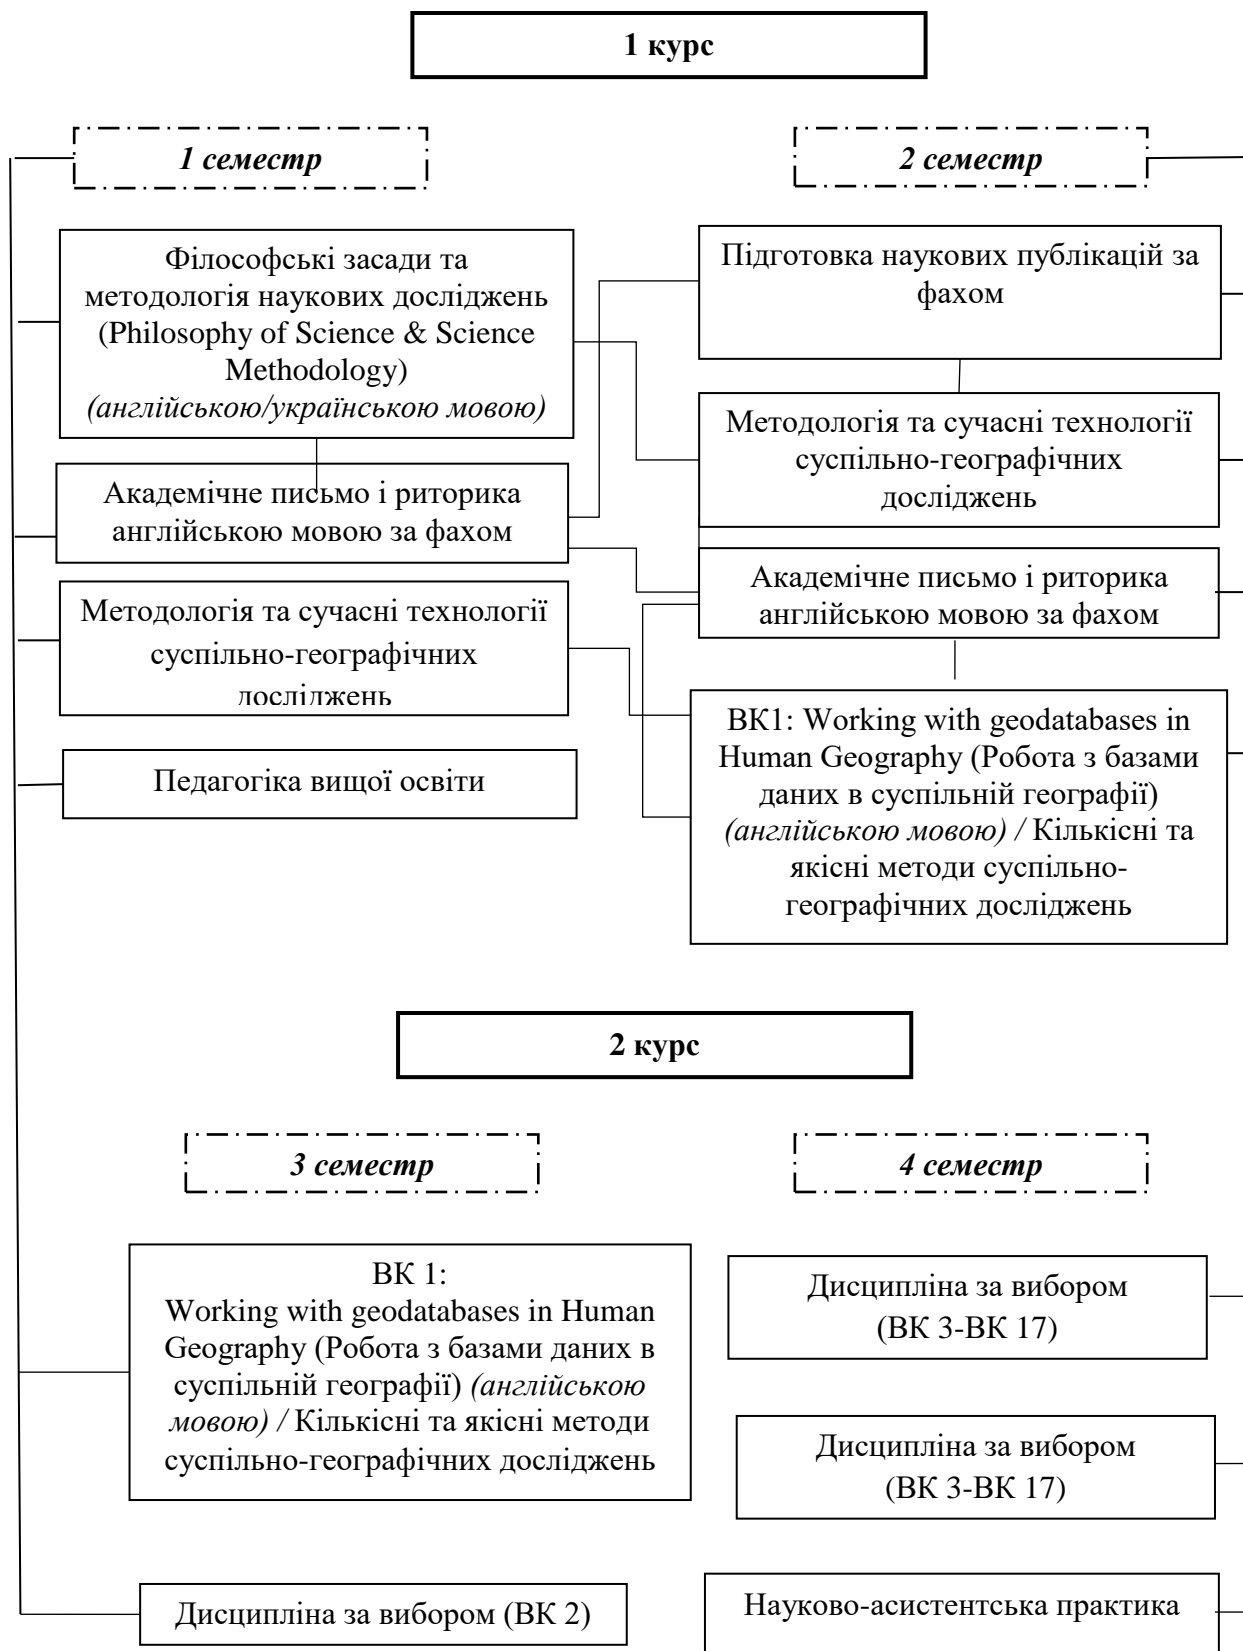 1 курс
1 семестр
2 семестр
Філософські засади та
методологія наукових досліджень
(Philosophy of Science & Science
Methodology)
(англійською/українською мовою)
Академічне письмо і риторика
англійською мовою за фахом
Методологія та сучасні технології
суспільно-географічних
досліджень
Педагогіка вищої освіти
Підготовка наукових публікацій за
фахом
Методологія та сучасні технології
суспільно-географічних
досліджень
Академічне письмо і риторика
англійською мовою за фахом
ВК1: Working with geodatabases in
Human Geography (Робота з базами
даних в суспільній географії)
(англійською мовою) / Кількісні та
якісні методи суспільно-
географічних досліджень
2 курс
3 семестр
4 семестр
ВК 1:
Working with geodatabases in Human
Geography (Робота з базами даних в
суспільній географії) (англійською
мовою) / Кількісні та якісні методи
суспільно-географічних досліджень
Дисципліна за вибором (ВК 2)
Дисципліна за вибором
(ВК 3-ВК 17)
Дисципліна за вибором
(ВК 3-ВК 17)
Науково-асистентська практика